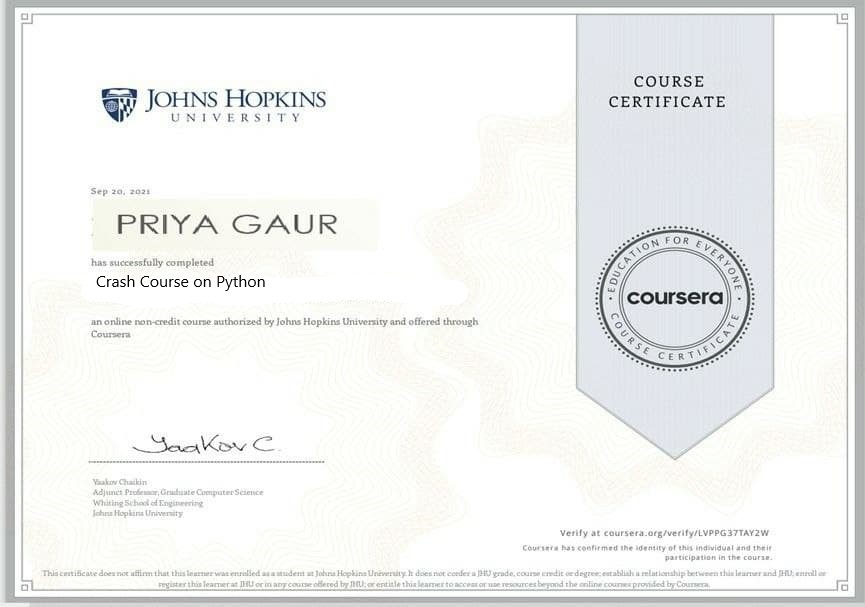 JOHNS HOPKINS
UNIVERSITY
COURSE
CERTIFICATE
Sep 20, 2021
PRIYA GAUR
has successfully completed
Crash Course on Python
an online non-credit course authorized by Johns Hopkins University and offered through
Coursera
EDUCATION FOR EVERYONE
coursera
COURSE CERTIFICATE
Yaakov C.
Yaakov Chaikin
Adjunct Professor, Graduate Computer Science
Whiting School of Engineering
Johns Hopkins University
Verify at coursera.org/verify/LVPPG37TAY2W
Coursera has confirmed the identity of this individual and their
participation in the course.
This certificate does not affirm that this learner was enrolled as a student at Johns Hopkins University. It does not confer a JHU grade, course credit or degree; establish a relationship between this learner and JHU; enroll or
register this learner at JHU or in any course offered by JHU; or entitle this learner to access or use resources beyond the online courses provided by Coursera.